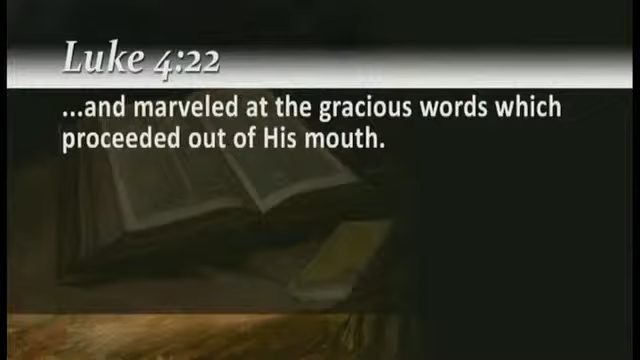 Luke 4:22
...and marveled at the gracious words which
proceeded out of His mouth.